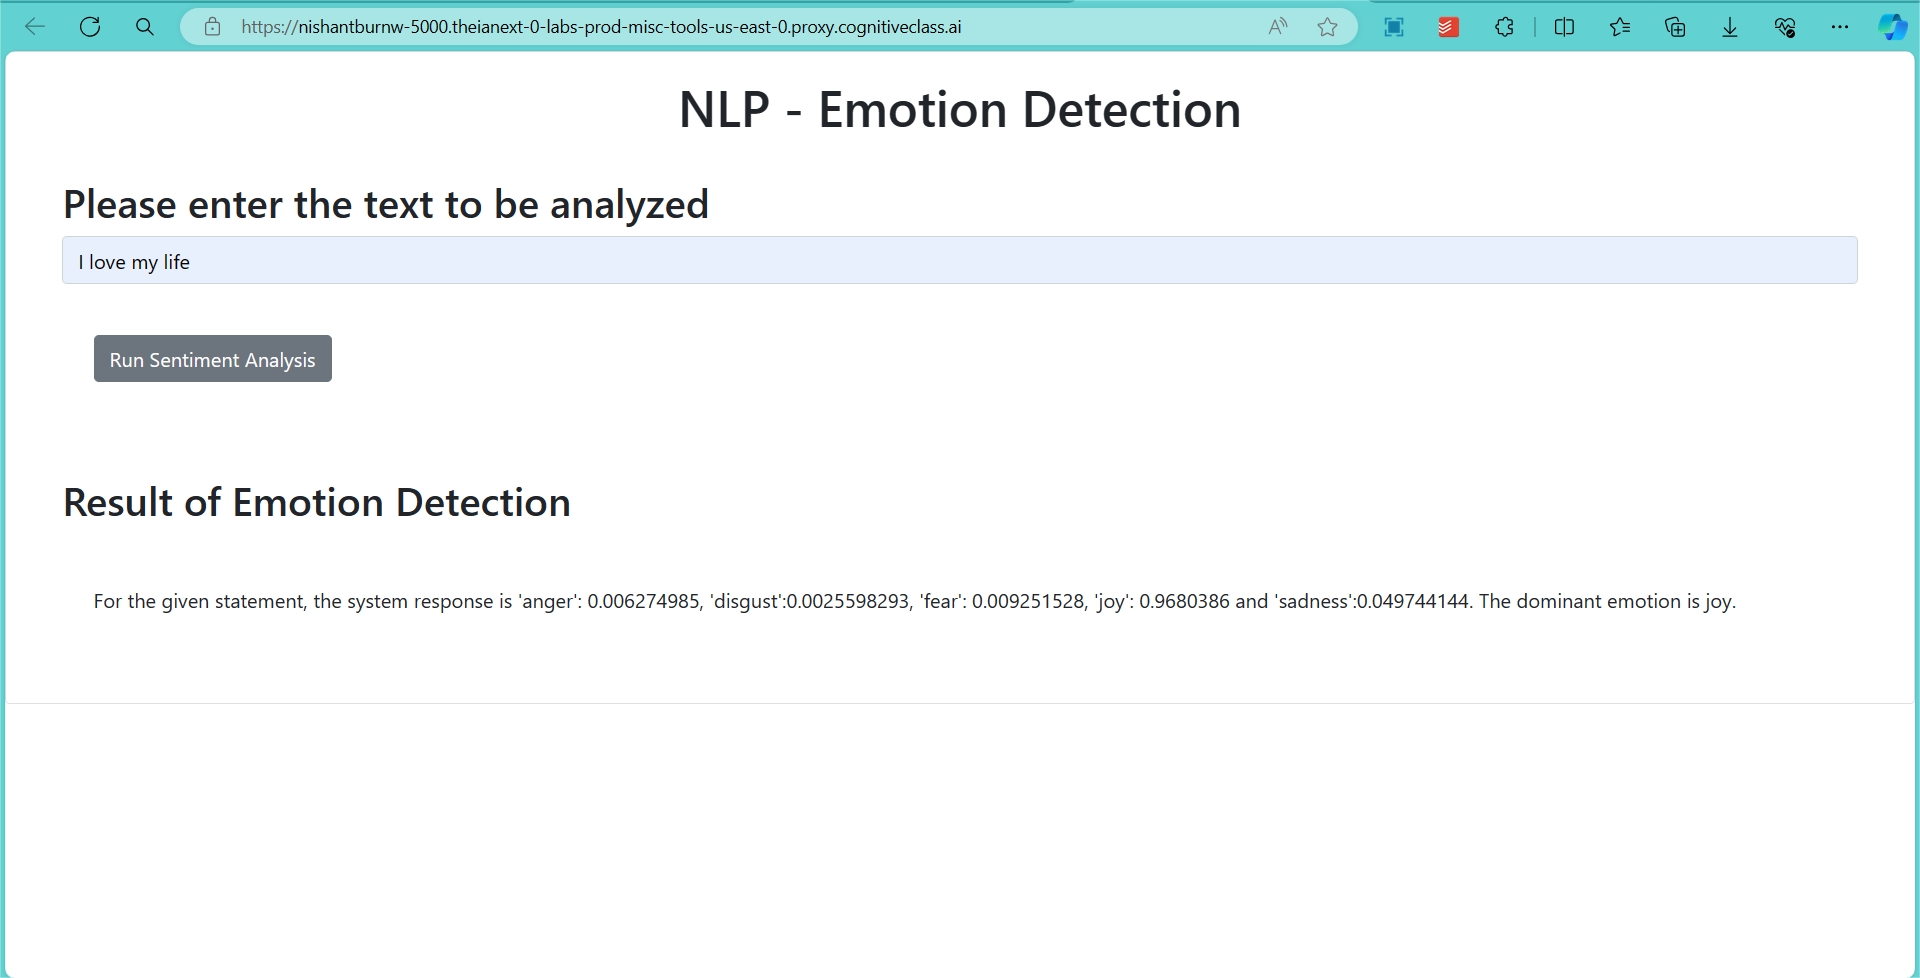 https://nishantburnw-5000.theianext-0-labs-prod-misc-tools-us-east-0.proxy.cognitiveclass.ai
NLP - Emotion Detection
Please enter the text to be analyzed
I love my life
Run Sentiment Analysis
Result of Emotion Detection
For the given statement, the system response is 'anger': 0.006274985, 'disgust':0.0025598293, 'fear': 0.009251528, 'joy': 0.9680386 and 'sadness':0.049744144. The dominant emotion is joy.